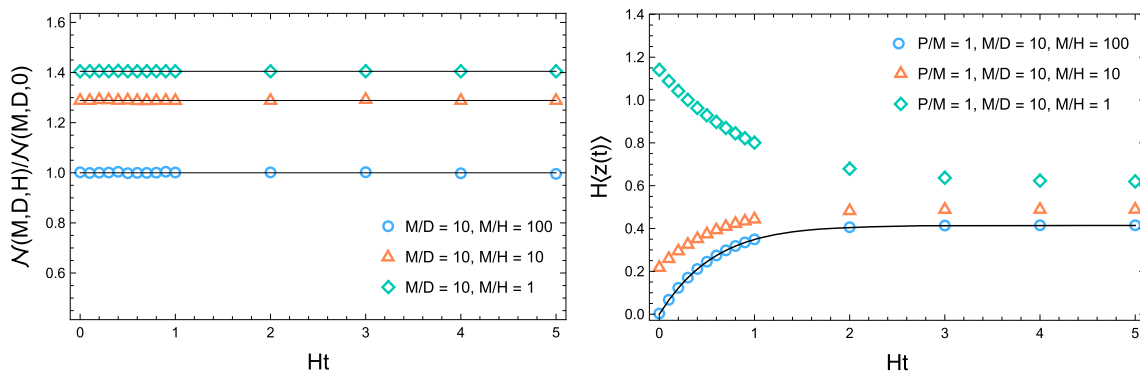 𝒩(M,D,H)/𝒩(M,D,0)
1.6
1.4
1.2
1.0
0.8
0.6
0
1
2
3
4
5
Ht
M/D = 10, M/H = 100
M/D = 10, M/H = 10
M/D = 10, M/H = 1
H⟨z(t)⟩
1.4
1.2
1.0
0.8
0.6
0.4
0.2
0.0
0
1
2
3
4
5
Ht
P/M = 1, M/D = 10, M/H = 100
P/M = 1, M/D = 10, M/H = 10
P/M = 1, M/D = 10, M/H = 1